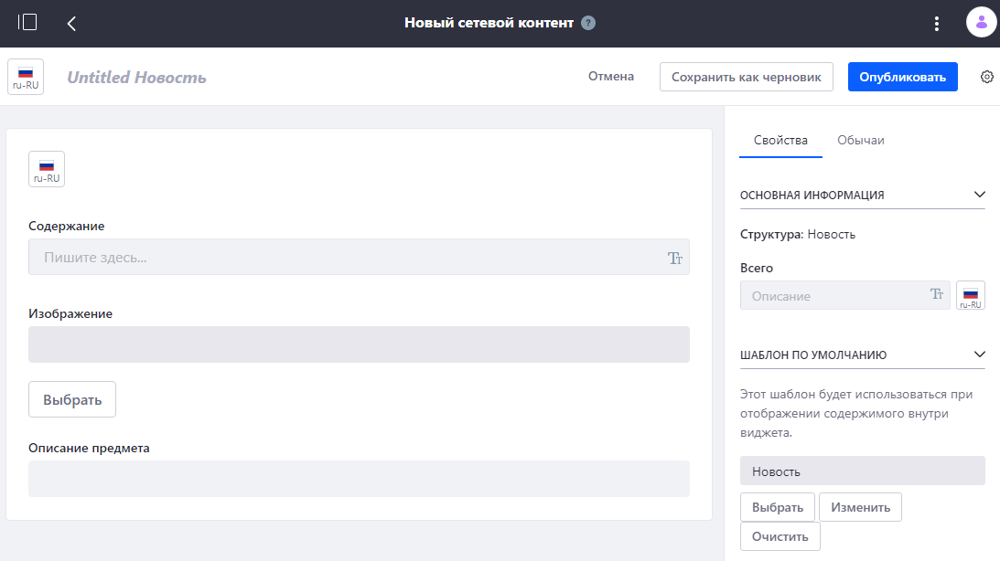 Новый сетевой контент ?
ru-RU
Untitled Новость
Отмена
Сохранить как черновик
Опубликовать
ru-RU
Содержание
Пишите здесь...
Изображение
Выбрать
Описание предмета
Свойства
Обычаи
ОСНОВНАЯ ИНФОРМАЦИЯ
Структура: Новость
Всего
Описание
ru-RU
ШАБЛОН ПО УМОЛЧАНИЮ
Этот шаблон будет использоваться при
отображении содержимого внутри
виджета.
Новость
Выбрать
Изменить
Очистить